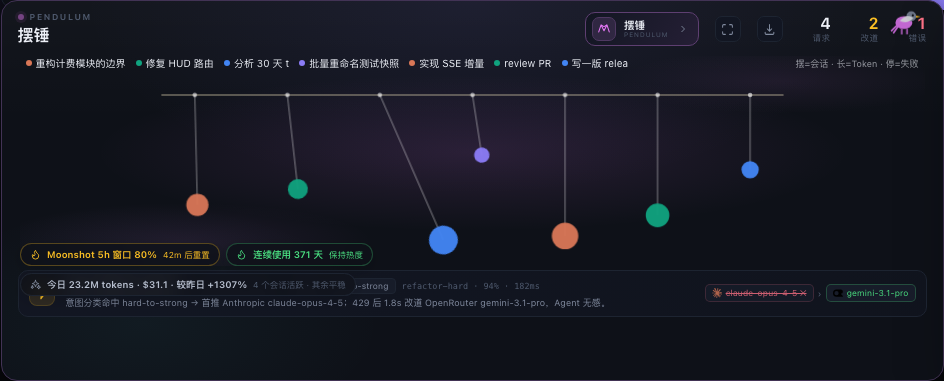 PENDULUM
摆锤
摆锤
PENDULUM
4
请求
2
改道
1
错误
重构计费模块的边界 修复 HUD 路由 分析 30 天 t 批量重命名测试快照 实现 SSE 增量 review PR 写一版 relea
摆=会话 · 长=Token · 停=失败
Moonshot 5h 窗口 80% 42m 后重置
连续使用 371 天 保持热度
今日 23.2M tokens · $31.1 · 较昨日 +1307% 4 个会话活跃 · 其余平稳
-strong refactor-hard · 94% · 182ms
意图分类命中 hard-to-strong → 首推 Anthropic claude-opus-4-5；429 后 1.8s 改道 OpenRouter gemini-3.1-pro。Agent 无感。
claude-opus-4-5 ✕ › gemini-3.1-pro